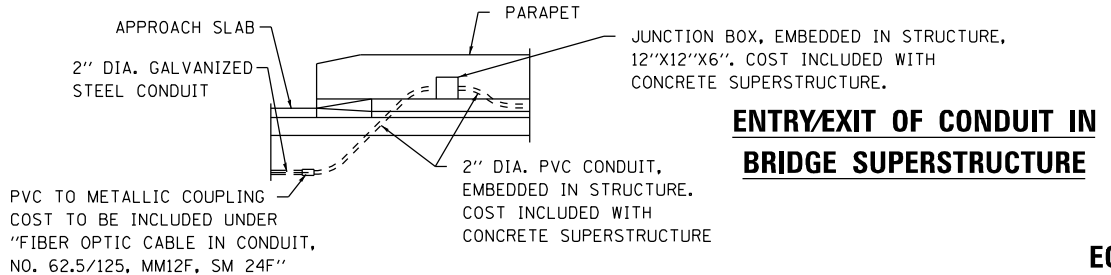 PARAPET
APPROACH SLAB
JUNCTION BOX, EMBEDDED IN STRUCTURE,
12"X12"X6". COST INCLUDED WITH
CONCRETE SUPERSTRUCTURE.
2" DIA. GALVANIZED
STEEL CONDUIT
ENTRY/EXIT OF CONDUIT IN
BRIDGE SUPERSTRUCTURE
2" DIA. PVC CONDUIT,
EMBEDDED IN STRUCTURE.
COST INCLUDED WITH
CONCRETE SUPERSTRUCTURE
PVC TO METALLIC COUPLING
COST TO BE INCLUDED UNDER
"FIBER OPTIC CABLE IN CONDUIT,
NO. 62.5/125, MM12F, SM 24F"